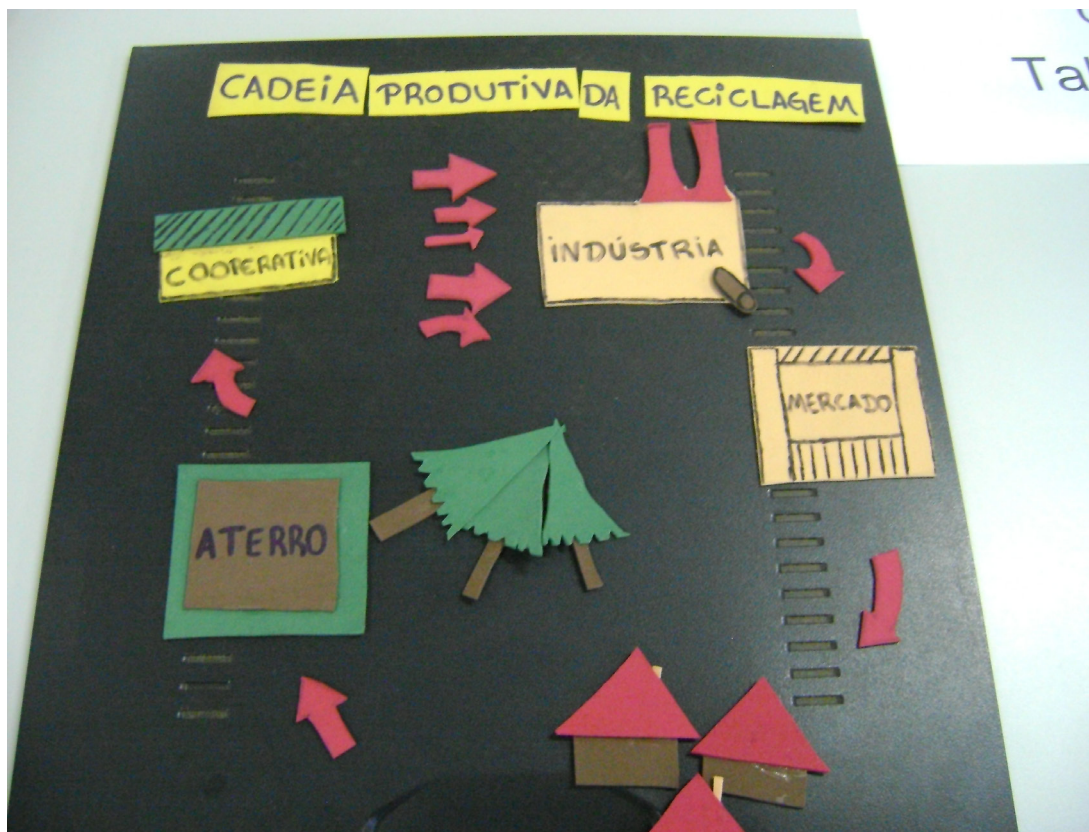 CADEIA PRODUTIVA DA RECICLAGEM
COOPERATIVA
INDÚSTRIA
MERCADO
ATERRO